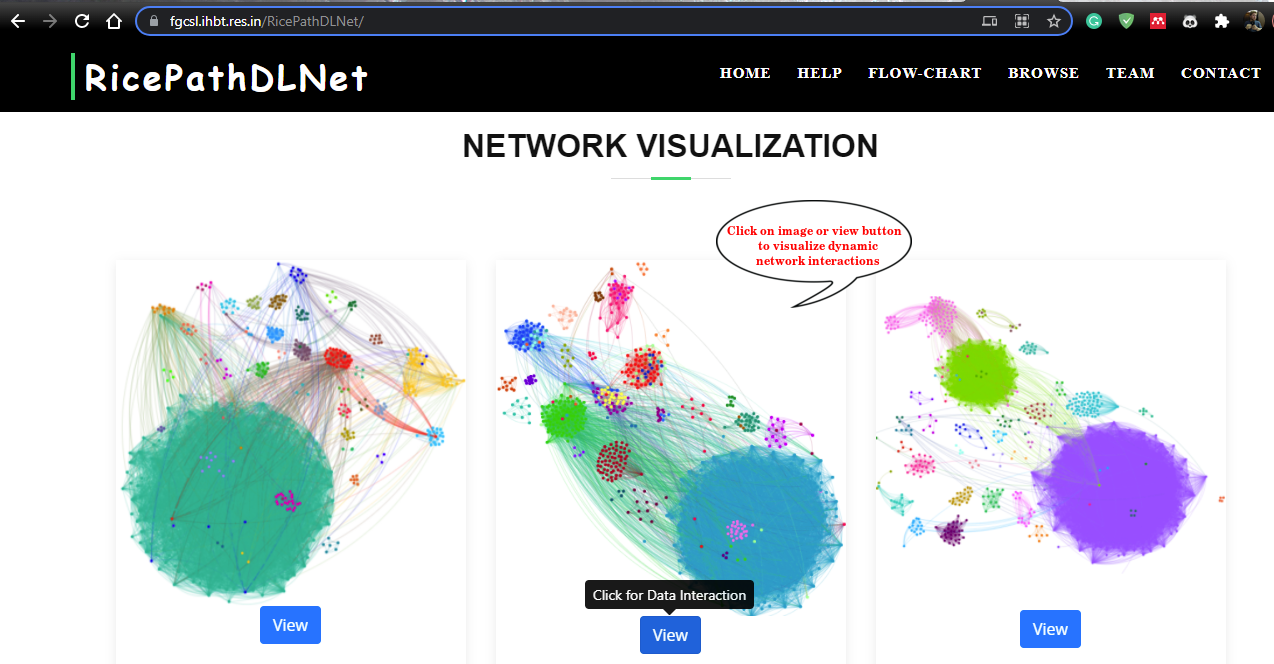 fgcsl.ihbt.res.in/RicePathDLNet/
RicePathDLNet
HOME HELP FLOW-CHART BROWSE TEAM CONTACT
NETWORK VISUALIZATION
Click on image or view button
to visualize dynamic
network interactions
Click for Data Interaction
View
View
View